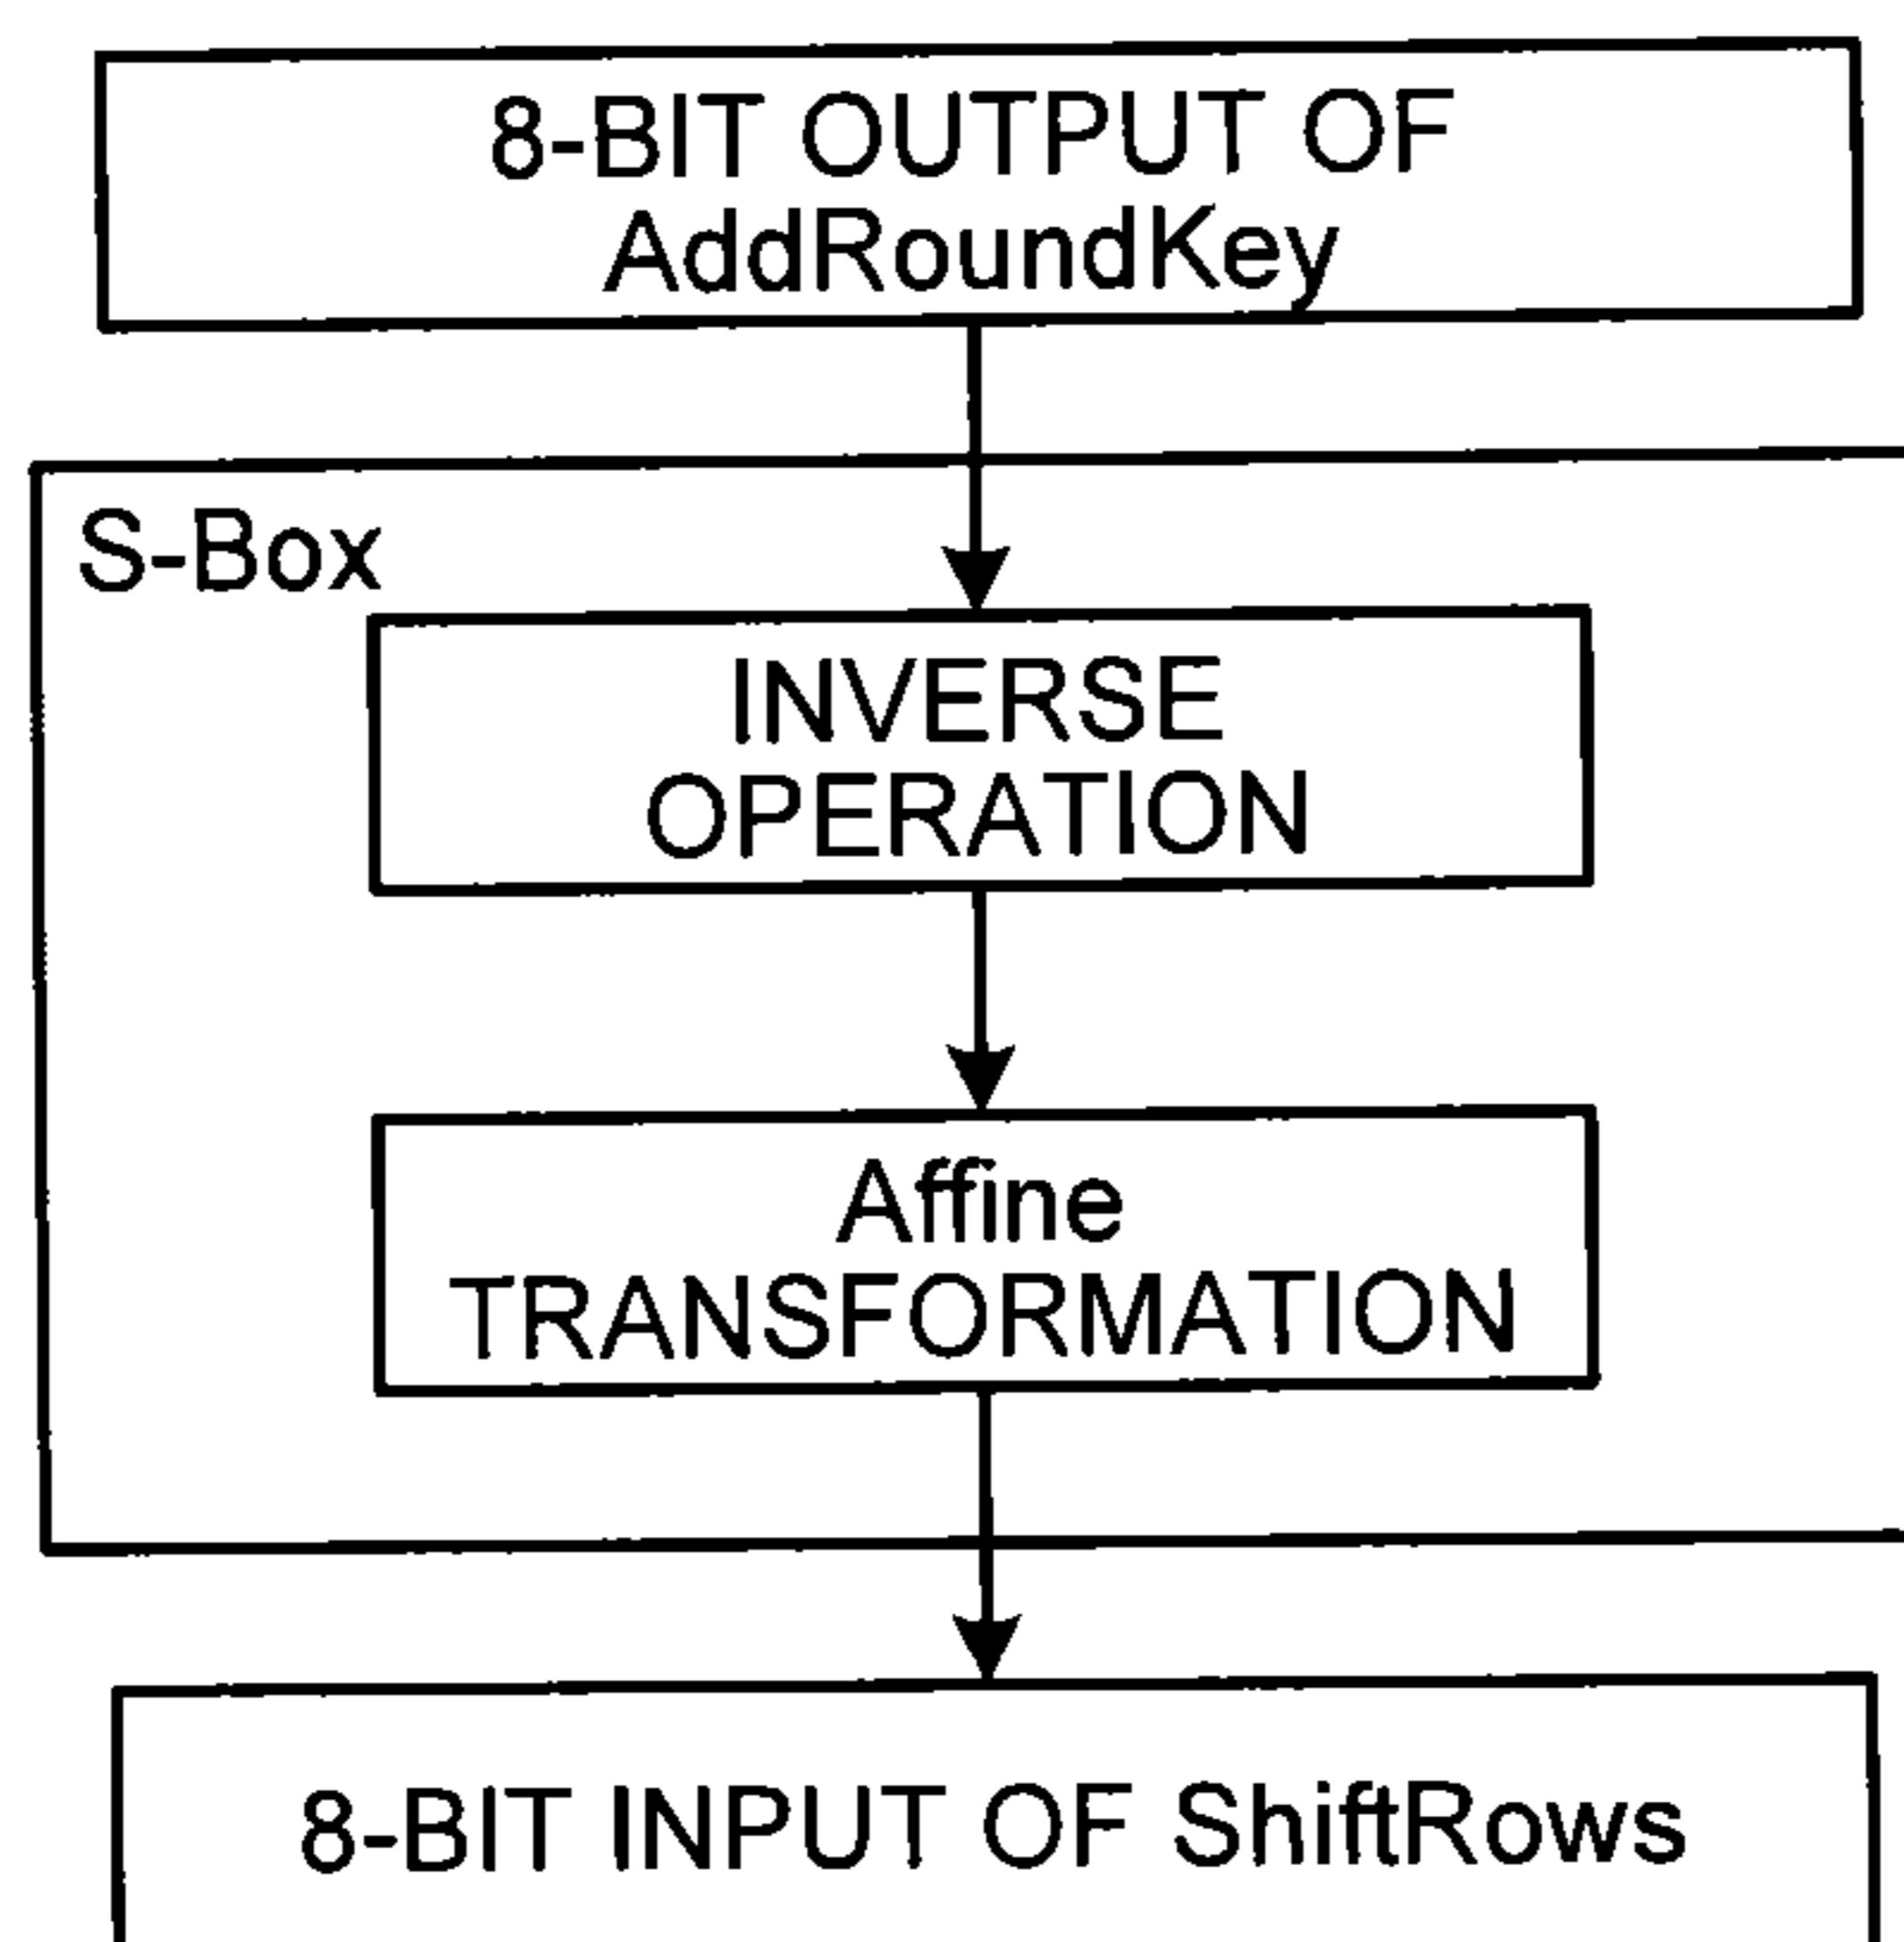 8-BIT OUTPUT OF
AddRoundKey
S-Box
INVERSE
OPERATION
Affine
TRANSFORMATION
8-BIT INPUT OF ShiftRows